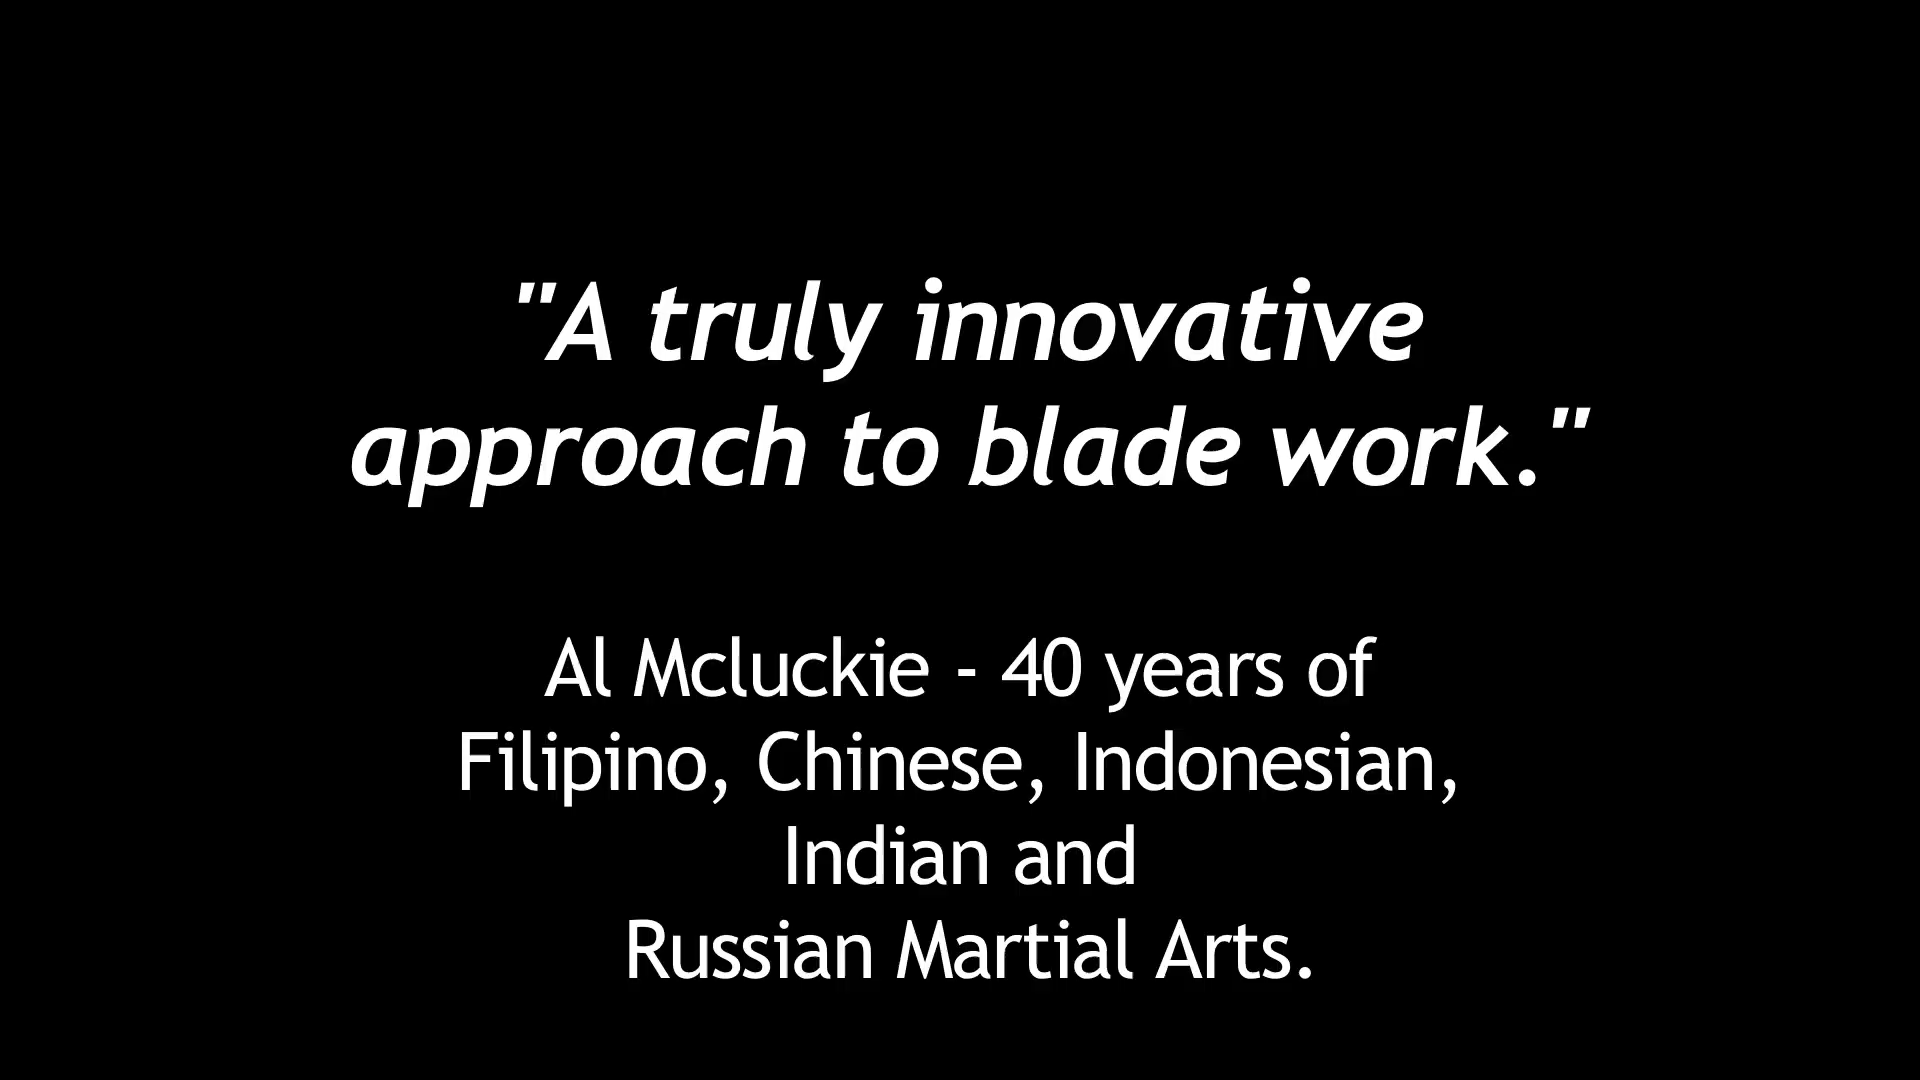 "A truly innovative
approach to blade work."
Al Mcluckie - 40 years of
Filipino, Chinese, Indonesian,
Indian and
Russian Martial Arts.